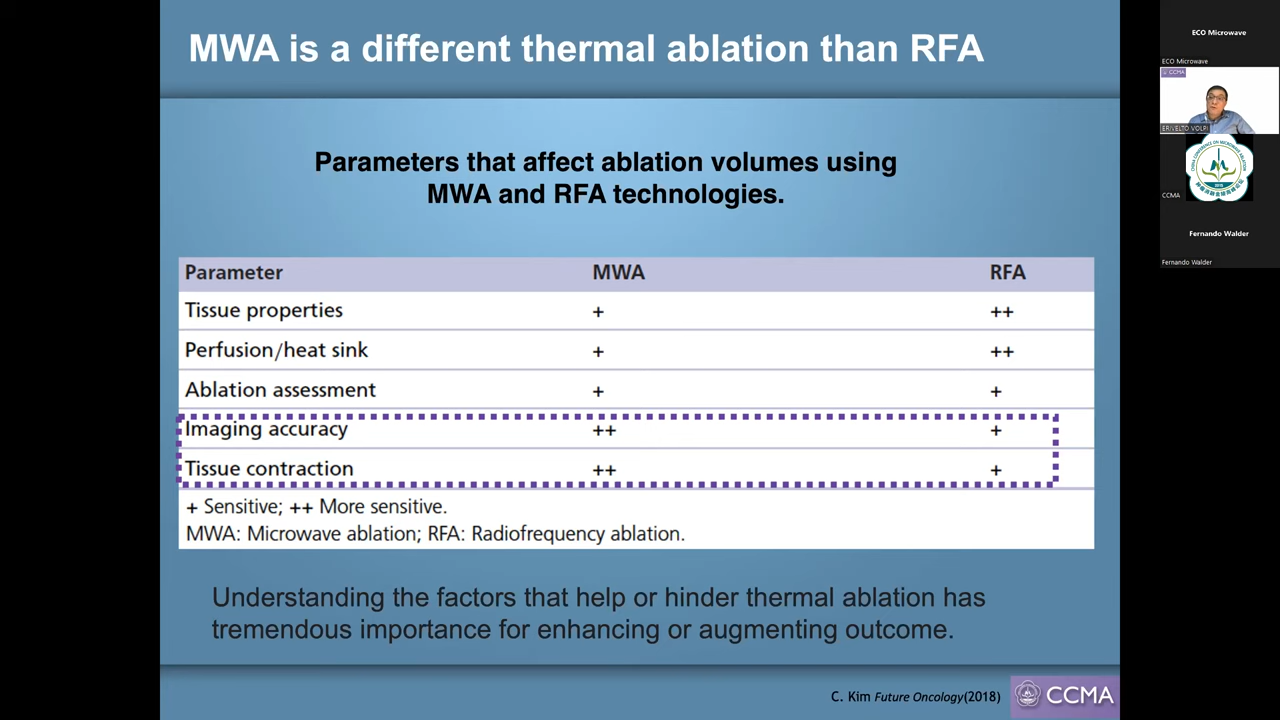 MWA is a different thermal ablation than RFA
Parameters that affect ablation volumes using
MWA and RFA technologies.
Parameter MWA RFA
Tissue properties + ++
Perfusion/heat sink + ++
Ablation assessment + +
Imaging accuracy ++ +
Tissue contraction ++ +
+ Sensitive; ++ More sensitive.
MWA: Microwave ablation; RFA: Radiofrequency ablation.
Understanding the factors that help or hinder thermal ablation has
tremendous importance for enhancing or augmenting outcome.
C. Kim Future Oncology(2018)
CCMA
ECO Microwave
ECO Microwave
CCMA
ERIVELTO VOLPI
CCMA
Fernando Walder
Fernando Walder